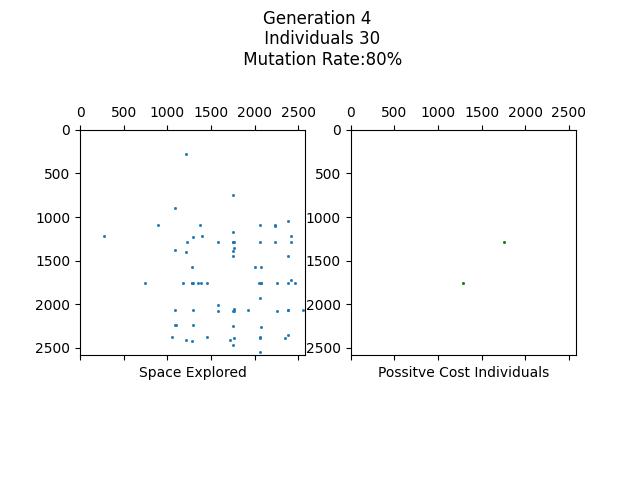 Generation 4
Individuals 30
Mutation Rate:80%
0 500 1000 1500 2000 2500
0 500 1000 1500 2000 2500
0
500
1000
1500
2000
2500
0
500
1000
1500
2000
2500
Space Explored
Possitve Cost Individuals